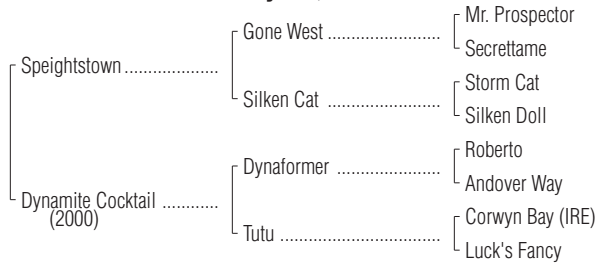 Mr. Prospector
Gone West ........................
Secrettame
Speightstown ....................
Storm Cat
Silken Cat ........................
Silken Doll
Roberto
Dynaformer ......................
Andover Way
Dynamite Cocktail ............
(2000)
Corwyn Bay (IRE)
Tutu ..................................
Luck's Fancy